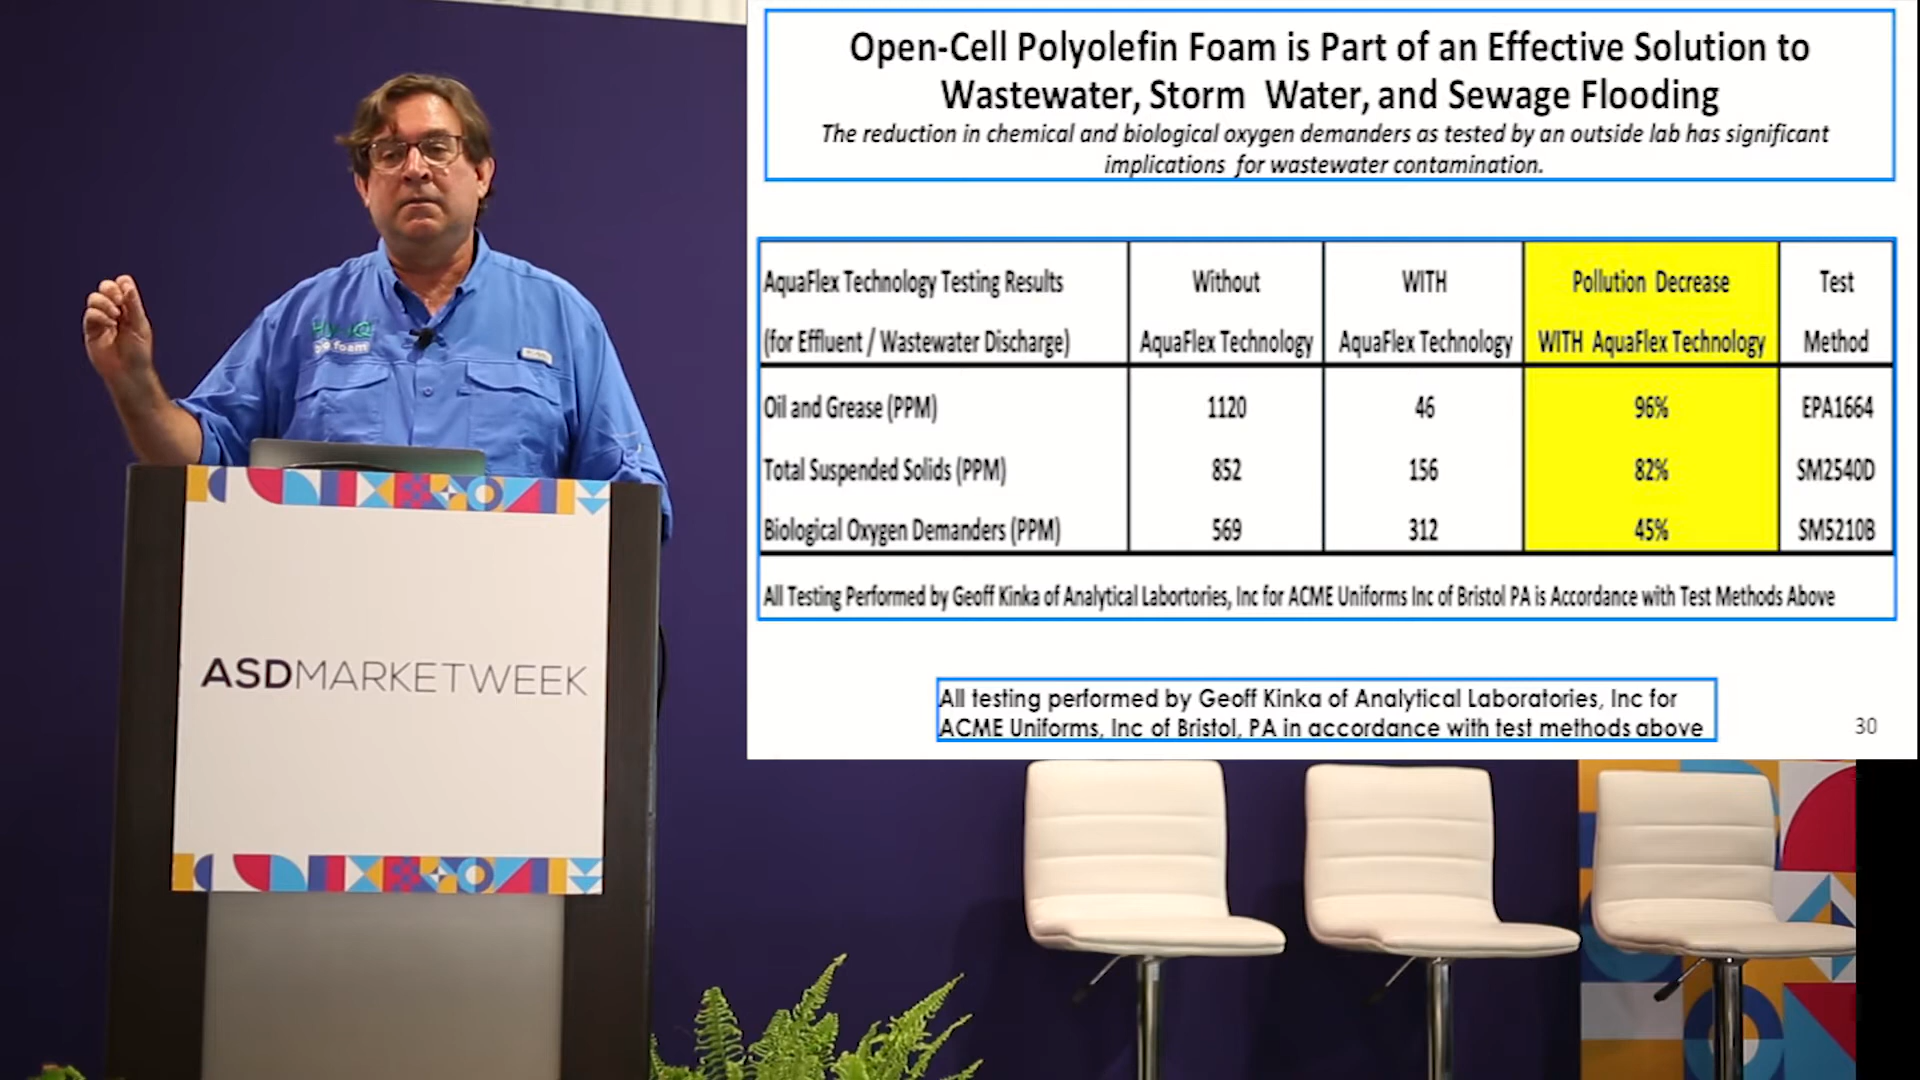 Open-Cell Polyolefin Foam is Part of an Effective Solution to
Wastewater, Storm Water, and Sewage Flooding
The reduction in chemical and biological oxygen demanders as tested by an outside lab has significant
implications for wastewater contamination.
AquaFlex Technology Testing Results Without WITH Pollution Decrease Test
(for Effluent / Wastewater Discharge) AquaFlex Technology AquaFlex Technology WITH AquaFlex Technology Method
Oil and Grease (PPM) 1120 46 96% EPA1664
Total Suspended Solids (PPM) 852 156 82% SM2540D
Biological Oxygen Demanders (PPM) 569 312 45% SM5210B
All Testing Performed by Geoff Kinka of Analytical Labortories, Inc for ACME Uniforms Inc of Bristol PA is Accordance with Test Methods Above
All testing performed by Geoff Kinka of Analytical Laboratories, Inc for
ACME Uniforms, Inc of Bristol, PA in accordance with test methods above
30
foam
ASDMARKETWEEK